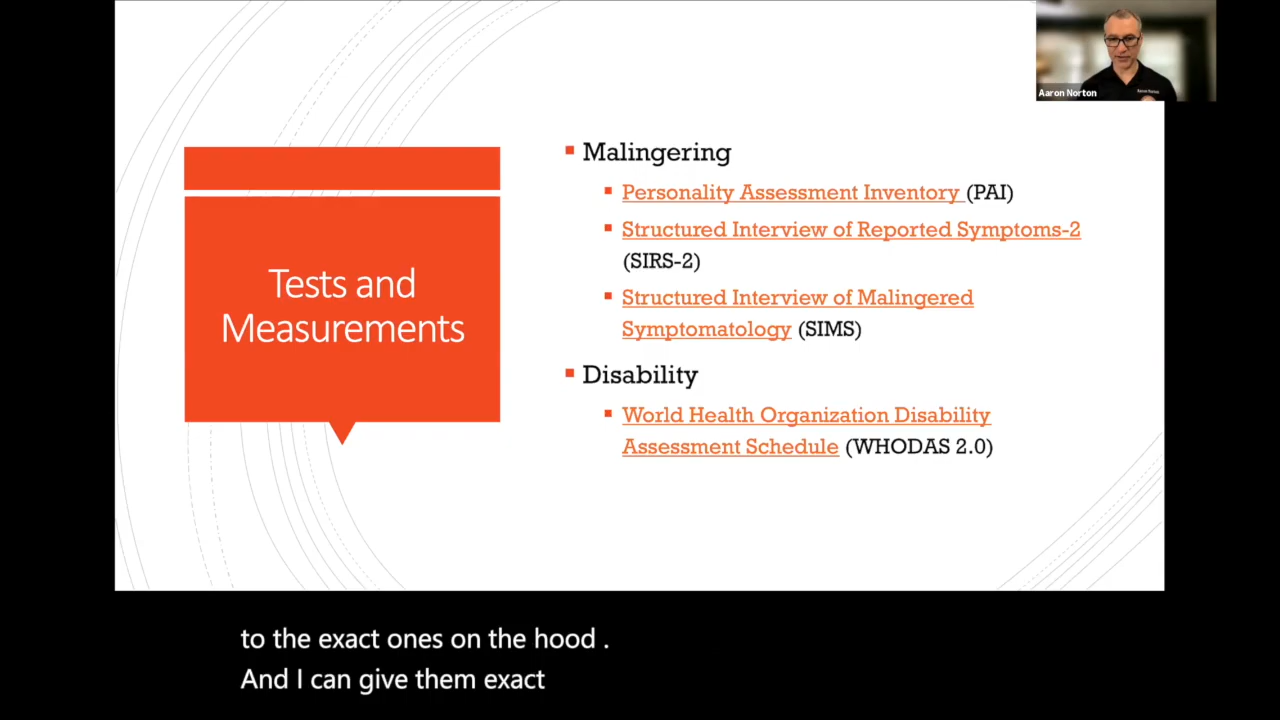 Aaron Norton
Tests and
Measurements
Malingering
Personality Assessment Inventory (PAI)
Structured Interview of Reported Symptoms-2
(SIRS-2)
Structured Interview of Malingered
Symptomatology (SIMS)
Disability
World Health Organization Disability
Assessment Schedule (WHODAS 2.0)
to the exact ones on the hood .
And I can give them exact